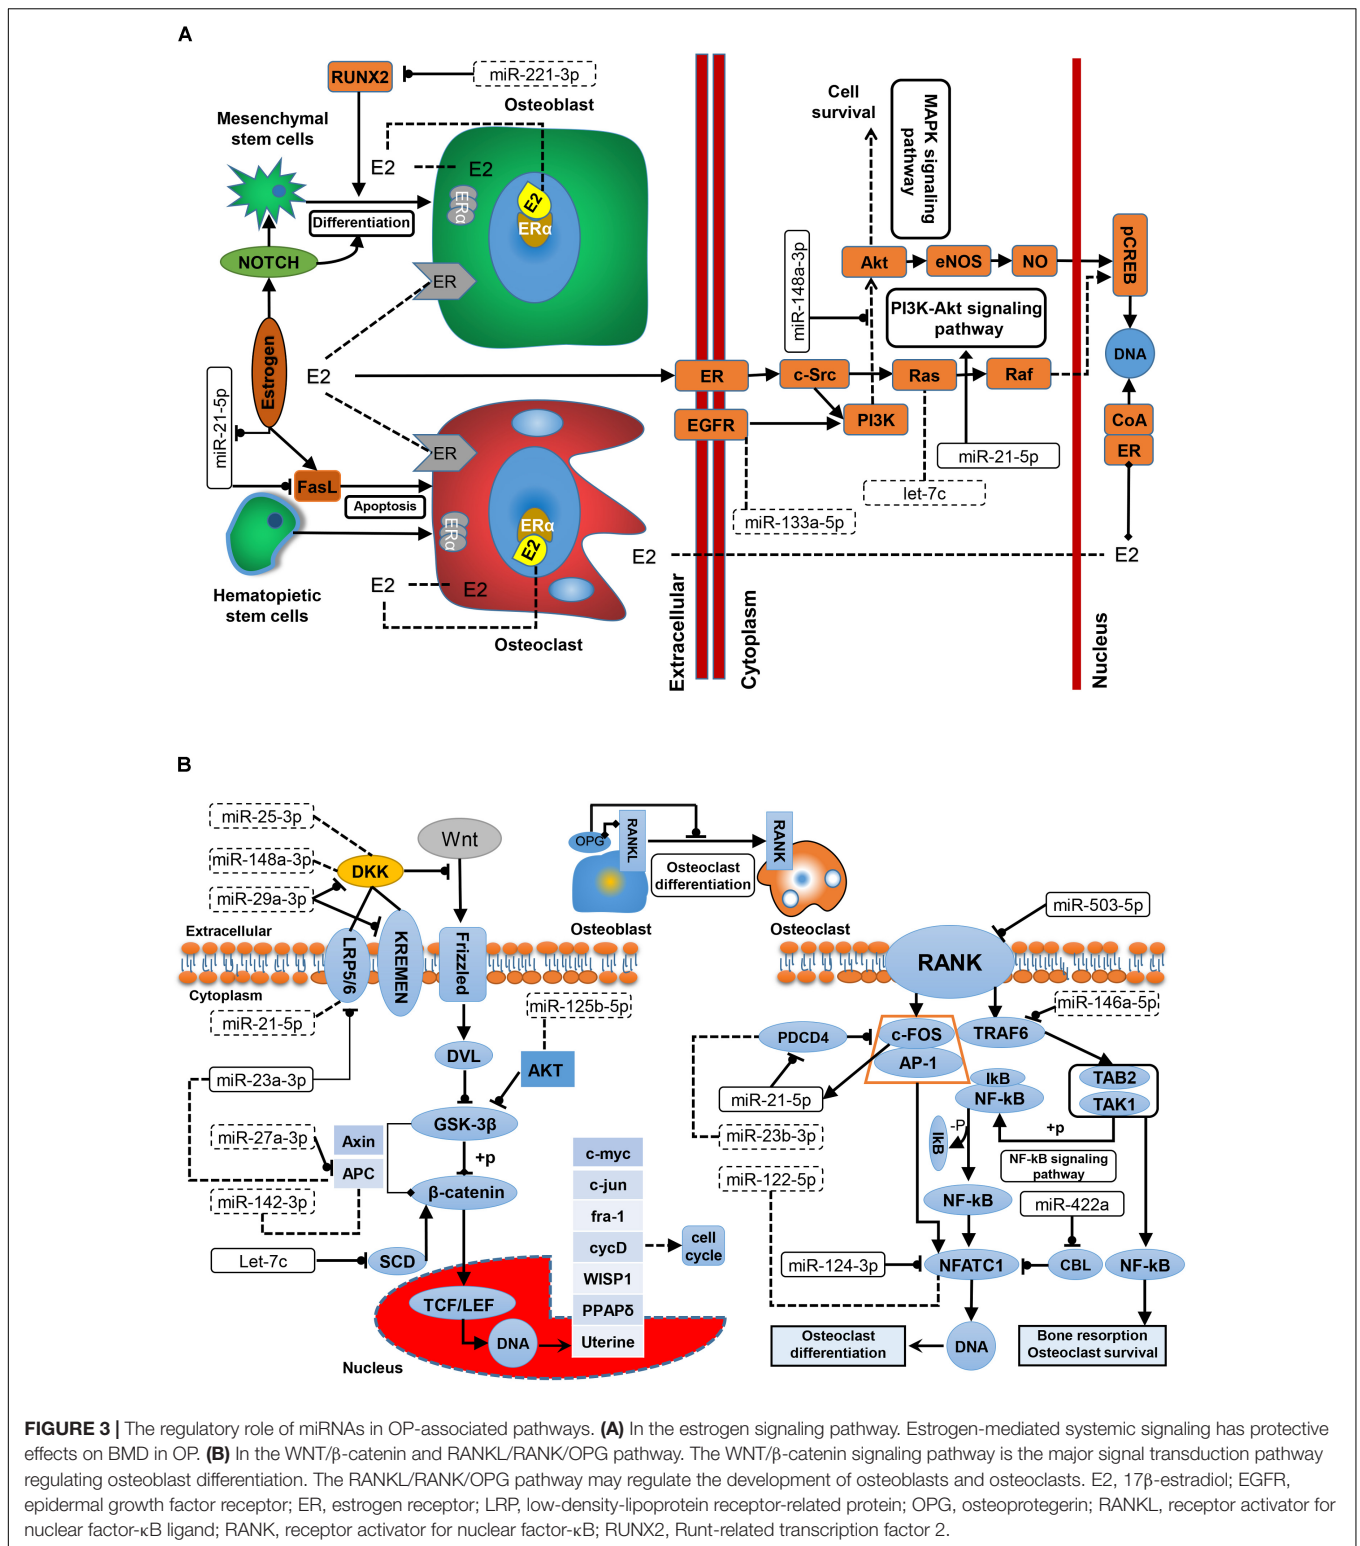 A
RUNX2
miR-221-3p
Osteoblast
Mesenchymal
stem cells
E2
E2
ERα
E2
ERα
Differentiation
NOTCH
ER
Estrogen
E2
miR-21-5p
FasL
Apoptosis
ER
ERα
ERα
E2
E2
E2
Hematopietic
stem cells
Osteoclast
Cell
survival
MAPK signaling
pathway
miR-148a-3p
Akt
eNOS
NO
pCREB
PI3K-Akt signaling
pathway
DNA
ER
c-Src
Ras
Raf
EGFR
PI3K
CoA
ER
miR-21-5p
let-7c
miR-133a-5p
E2
E2
Extracellular
Cytoplasm
Nucleus
B
miR-25-3p
Wnt
miR-148a-3p
DKK
miR-29a-3p
Extracellular
LRP5/6
KREMEN
Frizzled
Cytoplasm
miR-21-5p
miR-125b-5p
DVL
AKT
miR-23a-3p
GSK-3β
miR-27a-3p
Axin
+p
APC
β-catenin
miR-142-3p
Let-7c
SCD
TCF/LEF
DNA
Nucleus
c-myc
c-jun
fra-1
cycD
WISP1
PPAPδ
Uterine
cell
cycle
OPG
RANKL
RANK
Osteoclast
differentiation
Osteoblast
Osteoclast
miR-503-5p
RANK
miR-146a-5p
PDCD4
c-FOS
TRAF6
AP-1
IkB
TAB2
NF-kB
TAK1
miR-21-5p
+p
-P
IkB
miR-23b-3p
NF-kB signaling
pathway
miR-122-5p
NF-kB
miR-422a
miR-124-3p
NFATC1
CBL
NF-kB
Osteoclast
differentiation
DNA
Bone resorption
Osteoclast survival
FIGURE 3 | The regulatory role of miRNAs in OP-associated pathways. (A) In the estrogen signaling pathway. Estrogen-mediated systemic signaling has protective
effects on BMD in OP. (B) In the WNT/β-catenin and RANKL/RANK/OPG pathway. The WNT/β-catenin signaling pathway is the major signal transduction pathway
regulating osteoblast differentiation. The RANKL/RANK/OPG pathway may regulate the development of osteoblasts and osteoclasts. E2, 17β-estradiol; EGFR,
epidermal growth factor receptor; ER, estrogen receptor; LRP, low-density-lipoprotein receptor-related protein; OPG, osteoprotegerin; RANKL, receptor activator for
nuclear factor-κB ligand; RANK, receptor activator for nuclear factor-κB; RUNX2, Runt-related transcription factor 2.